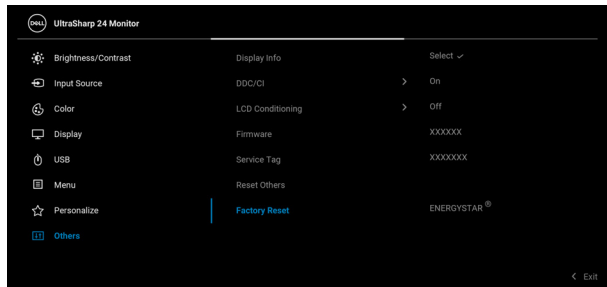 DELL UltraSharp 24 Monitor
Brightness/Contrast Display Info Select ✓
Input Source DDC/CI > On
Color LCD Conditioning > Off
Display Firmware XXXXXX
USB Service Tag XXXXXXX
Menu Reset Others
Personalize Factory Reset ENERGYSTAR®
Others
< Exit